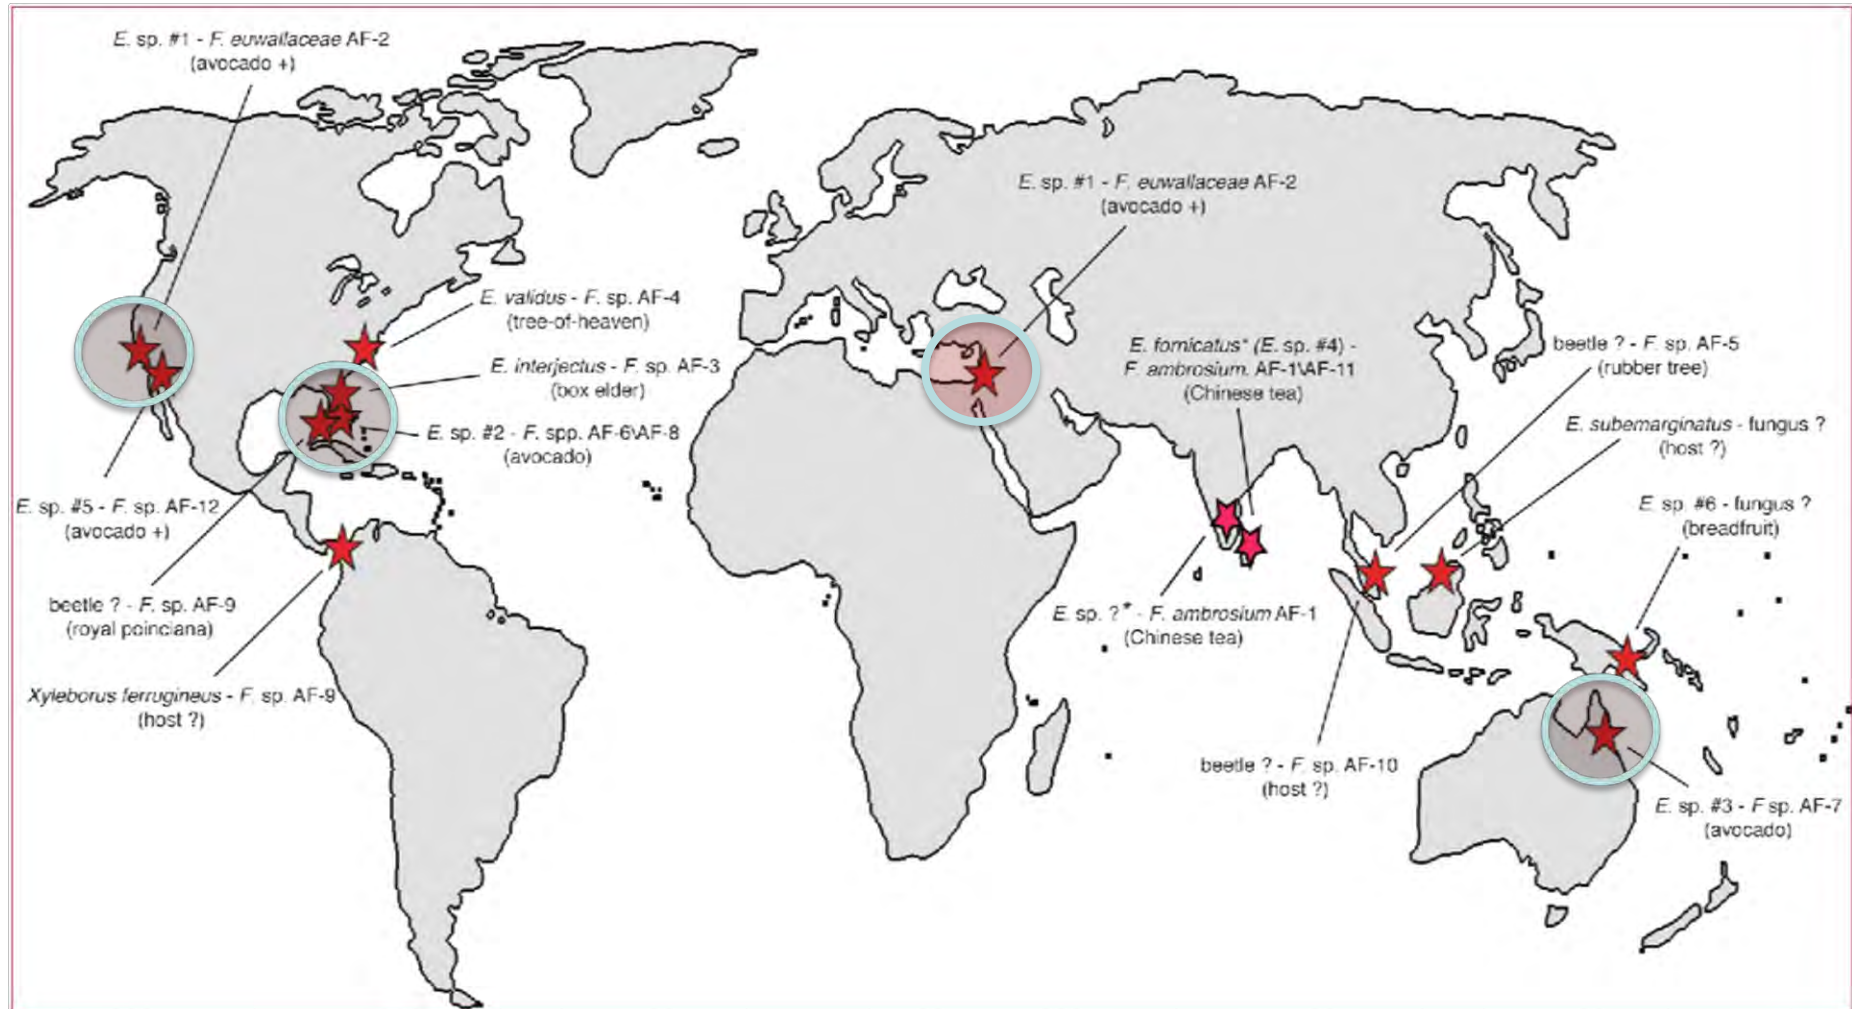 E. sp. #1 - F. euwallaceae AF-2
(avocado +)
E. sp. #1 - F. euwallaceae AF-2
(avocado +)
E. validus - F. sp. AF-4
(tree-of-heaven)
E. interjectus - F. sp. AF-3
(box elder)
E. sp. #2 - F. spp. AF-6\AF-8
(avocado)
E. fornicatus* (E. sp. #4) -
F. ambrosium. AF-1\AF-11
(Chinese tea)
beetle ? - F. sp. AF-5
(rubber tree)
E. subemarginatus - fungus ?
(host ?)
E. sp. #6 - fungus ?
(breadfruit)
E. sp. #5 - F. sp. AF-12
(avocado +)
beetle ? - F. sp. AF-9
(royal poinciana)
Xyleborus ferrugineus - F. sp. AF-9
(host ?)
E. sp. ?* - F. ambrosium AF-1
(Chinese tea)
beetle ? - F. sp. AF-10
(host ?)
E. sp. #3 - F sp. AF-7
(avocado)